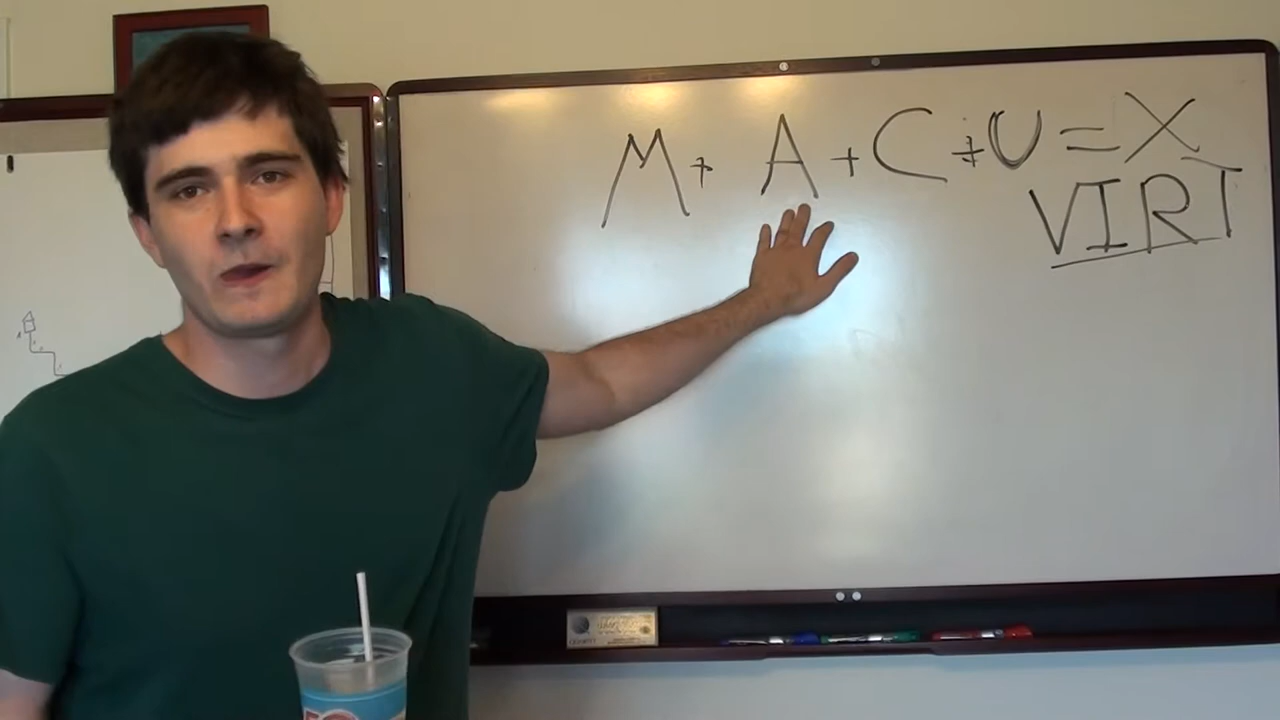 M + A + C + U = X
VIRT